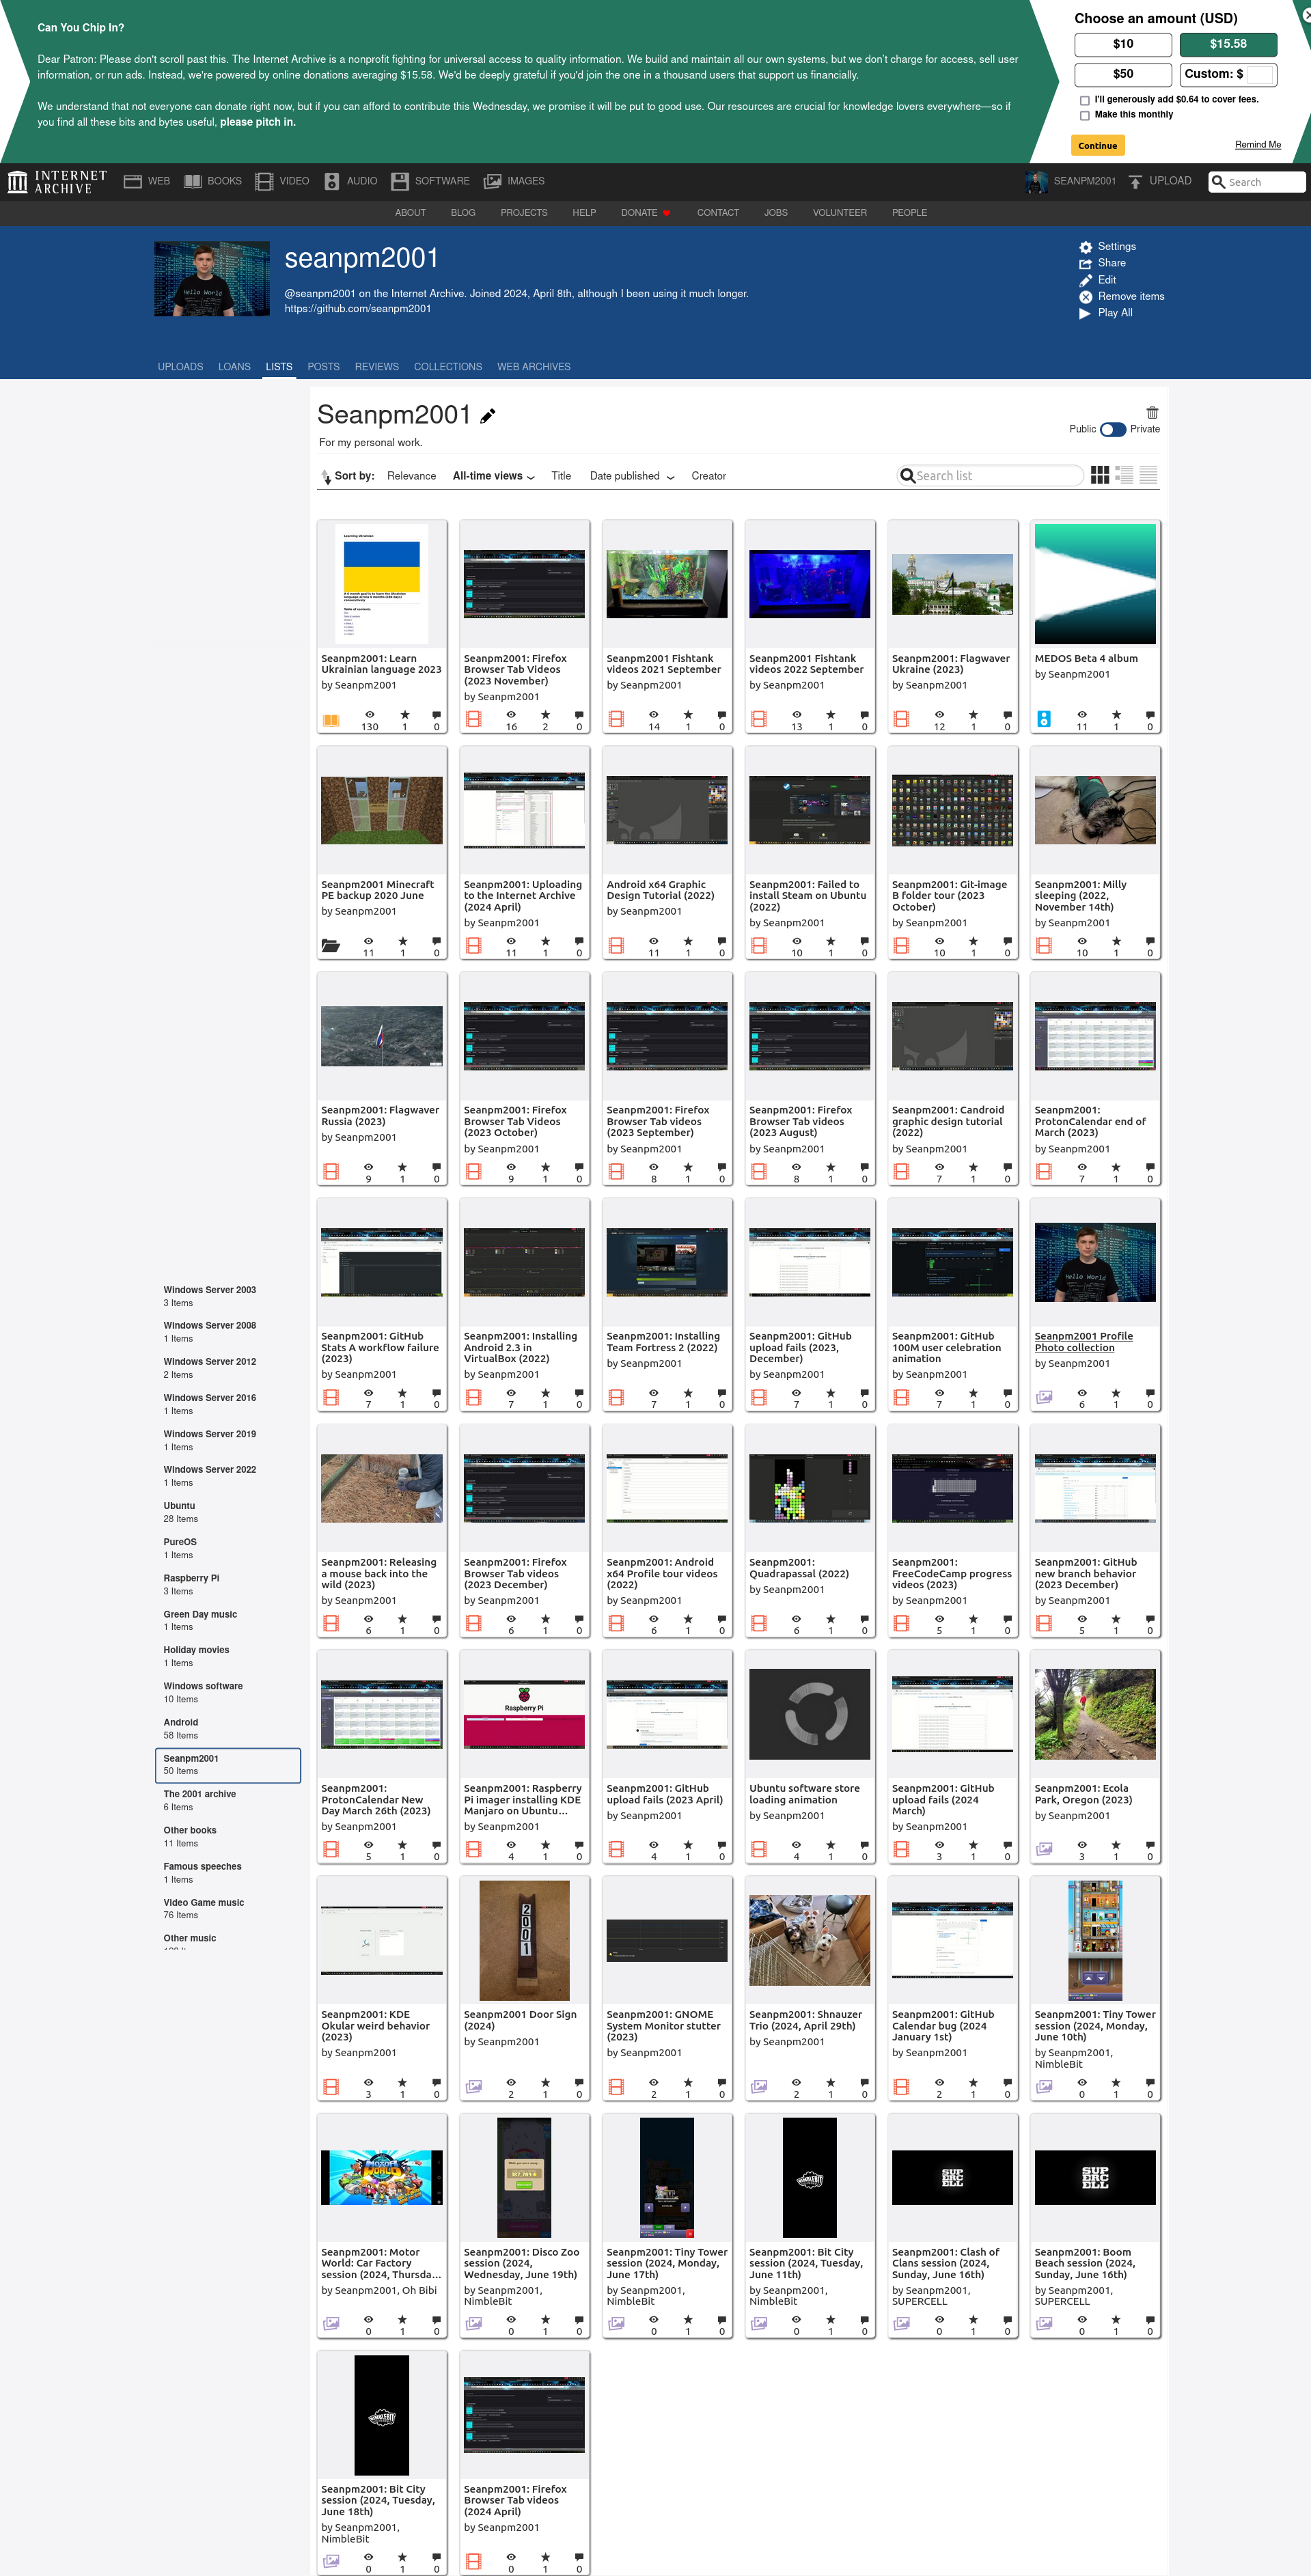 Can You Chip In?
Dear Patron: Please don't scroll past this. The Internet Archive is a nonprofit fighting for universal access to quality information. We build and maintain all our own systems, but we don't charge for access, sell user
information, or run ads. Instead, we're powered by online donations averaging $15.58. We'd be deeply grateful if you'd join the one in a thousand users that support us financially.
We understand that not everyone can donate right now, but if you can afford to contribute this Wednesday, we promise it will be put to good use. Our resources are crucial for knowledge lovers everywhere—so if
you find all these bits and bytes useful, please pitch in.
Choose an amount (USD)
$10
$15.58
$50
Custom: $
I'll generously add $0.64 to cover fees.
Make this monthly
Continue
Remind Me
INTERNET
ARCHIVE
WEB
BOOKS
VIDEO
AUDIO
SOFTWARE
IMAGES
SEANPM2001
UPLOAD
Search
ABOUT
BLOG
PROJECTS
HELP
DONATE
CONTACT
JOBS
VOLUNTEER
PEOPLE
Hello World
seanpm2001
@seanpm2001 on the Internet Archive. Joined 2024, April 8th, although I been using it much longer.
https://github.com/seanpm2001
Settings
Share
Edit
Remove items
Play All
UPLOADS
LOANS
LISTS
POSTS
REVIEWS
COLLECTIONS
WEB ARCHIVES
Windows Server 2003
3 Items
Windows Server 2008
1 Items
Windows Server 2012
2 Items
Windows Server 2016
1 Items
Windows Server 2019
1 Items
Windows Server 2022
1 Items
Ubuntu
28 Items
PureOS
1 Items
Raspberry Pi
3 Items
Green Day music
1 Items
Holiday movies
1 Items
Windows software
10 Items
Android
58 Items
Seanpm2001
50 Items
The 2001 archive
6 Items
Other books
11 Items
Famous speeches
1 Items
Video Game music
76 Items
Other music
Seanpm2001
For my personal work.
Public
Private
Sort by:
Relevance
All-time views
Title
Date published
Creator
Search list
Learning Ukrainian
Table of contents
Seanpm2001: Learn
Ukrainian language 2023
by Seanpm2001
130
1
0
Seanpm2001: Firefox
Browser Tab Videos
(2023 November)
by Seanpm2001
16
2
0
Seanpm2001 Fishtank
videos 2021 September
by Seanpm2001
14
1
0
Seanpm2001 Fishtank
videos 2022 September
by Seanpm2001
13
1
0
Seanpm2001: Flagwaver
Ukraine (2023)
by Seanpm2001
12
1
0
MEDOS Beta 4 album
by Seanpm2001
11
1
0
Seanpm2001 Minecraft
PE backup 2020 June
by Seanpm2001
11
1
0
Seanpm2001: Uploading
to the Internet Archive
(2024 April)
by Seanpm2001
11
1
0
Android x64 Graphic
Design Tutorial (2022)
by Seanpm2001
11
1
0
Seanpm2001: Failed to
install Steam on Ubuntu
(2022)
by Seanpm2001
10
1
0
Seanpm2001: Git-image
B folder tour (2023
October)
by Seanpm2001
10
1
0
Seanpm2001: Milly
sleeping (2022,
November 14th)
by Seanpm2001
10
1
0
Seanpm2001: Flagwaver
Russia (2023)
by Seanpm2001
9
1
0
Seanpm2001: Firefox
Browser Tab Videos
(2023 October)
by Seanpm2001
9
1
0
Seanpm2001: Firefox
Browser Tab videos
(2023 September)
by Seanpm2001
8
1
0
Seanpm2001: Firefox
Browser Tab videos
(2023 August)
by Seanpm2001
8
1
0
Seanpm2001: Candroid
graphic design tutorial
(2022)
by Seanpm2001
7
1
0
Seanpm2001:
ProtonCalendar end of
March (2023)
by Seanpm2001
7
1
0
Seanpm2001: GitHub
Stats A workflow failure
(2023)
by Seanpm2001
7
1
0
Seanpm2001: Installing
Android 2.3 in
VirtualBox (2022)
by Seanpm2001
7
1
0
Seanpm2001: Installing
Team Fortress 2 (2022)
by Seanpm2001
7
1
0
Seanpm2001: GitHub
upload fails (2023,
December)
by Seanpm2001
7
1
0
Seanpm2001: GitHub
100M user celebration
animation
by Seanpm2001
7
1
0
Hello World
Seanpm2001 Profile
Photo collection
by Seanpm2001
6
1
0
Seanpm2001: Releasing
a mouse back into the
wild (2023)
by Seanpm2001
6
1
0
Seanpm2001: Firefox
Browser Tab videos
(2023 December)
by Seanpm2001
6
1
0
Seanpm2001: Android
x64 Profile tour videos
(2022)
by Seanpm2001
6
1
0
Seanpm2001:
Quadrapassal (2022)
by Seanpm2001
6
1
0
Seanpm2001:
FreeCodeCamp progress
videos (2023)
by Seanpm2001
5
1
0
Seanpm2001: GitHub
new branch behavior
(2023 December)
by Seanpm2001
5
1
0
Seanpm2001:
ProtonCalendar New
Day March 26th (2023)
by Seanpm2001
5
1
0
Raspberry Pi
Seanpm2001: Raspberry
Pi imager installing KDE
Manjaro on Ubuntu...
by Seanpm2001
4
1
0
Seanpm2001: GitHub
upload fails (2023 April)
by Seanpm2001
4
1
0
Ubuntu software store
loading animation
by Seanpm2001
4
1
0
Seanpm2001: GitHub
upload fails (2024
March)
by Seanpm2001
3
1
0
Seanpm2001: Ecola
Park, Oregon (2023)
by Seanpm2001
3
1
0
Seanpm2001: KDE
Okular weird behavior
(2023)
by Seanpm2001
3
1
0
2001
Seanpm2001 Door Sign
(2024)
by Seanpm2001
2
1
0
Seanpm2001: GNOME
System Monitor stutter
(2023)
by Seanpm2001
2
1
0
Seanpm2001: Shnauzer
Trio (2024, April 29th)
by Seanpm2001
2
1
0
Seanpm2001: GitHub
Calendar bug (2024
January 1st)
by Seanpm2001
2
1
0
Seanpm2001: Tiny Tower
session (2024, Monday,
June 10th)
by Seanpm2001,
NimbleBit
0
1
0
MOTOR
WORLD
Seanpm2001: Motor
World: Car Factory
session (2024, Thursda...
by Seanpm2001, Oh Bibi
0
1
0
Seanpm2001: Disco Zoo
session (2024,
Wednesday, June 19th)
by Seanpm2001,
NimbleBit
0
1
0
Seanpm2001: Tiny Tower
session (2024, Monday,
June 17th)
by Seanpm2001,
NimbleBit
0
1
0
NIMBLEBIT
Seanpm2001: Bit City
session (2024, Tuesday,
June 11th)
by Seanpm2001,
NimbleBit
0
1
0
SUP
ERC
ELL
Seanpm2001: Clash of
Clans session (2024,
Sunday, June 16th)
by Seanpm2001,
SUPERCELL
0
1
0
SUP
ERC
ELL
Seanpm2001: Boom
Beach session (2024,
Sunday, June 16th)
by Seanpm2001,
SUPERCELL
0
1
0
NIMBLEBIT
Seanpm2001: Bit City
session (2024, Tuesday,
June 18th)
by Seanpm2001,
NimbleBit
0
1
0
Seanpm2001: Firefox
Browser Tab videos
(2024 April)
by Seanpm2001
0
1
0